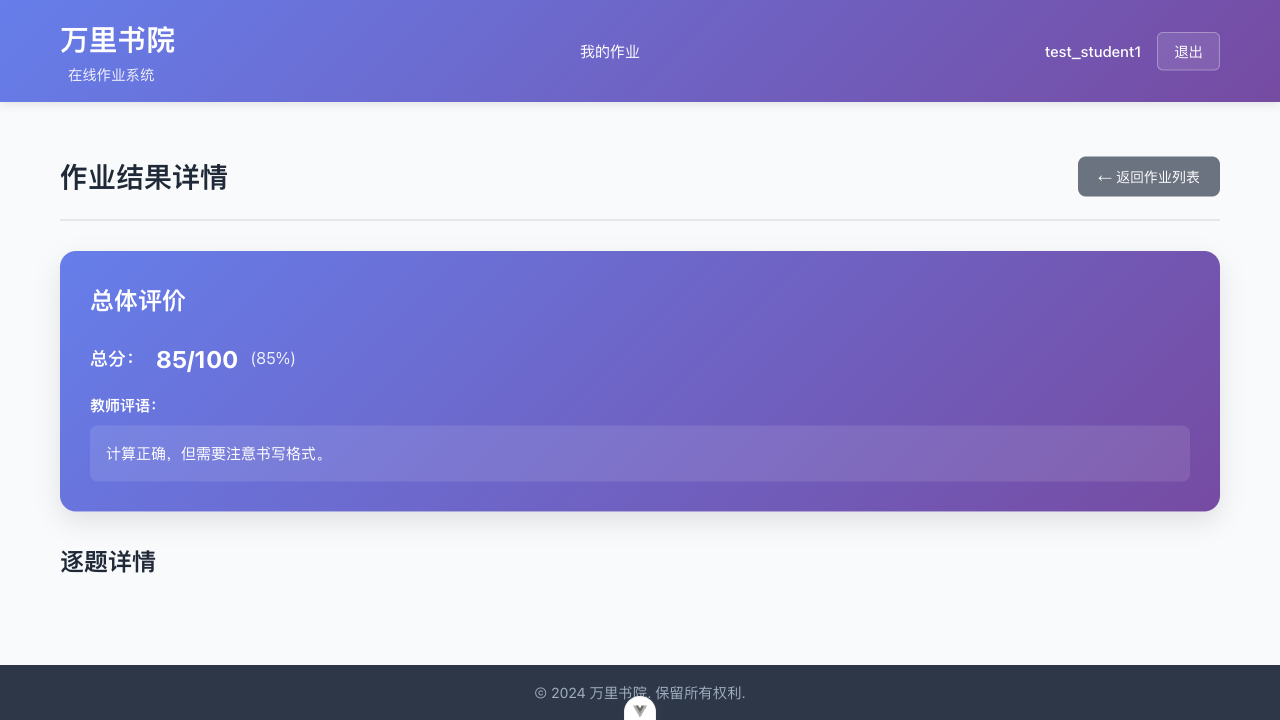 万里书院
在线作业系统
我的作业
test_student1
退出
作业结果详情
← 返回作业列表
总体评价
总分： 85/100 (85%)
教师评语：
计算正确，但需要注意书写格式。
逐题详情
© 2024 万里书院. 保留所有权利.